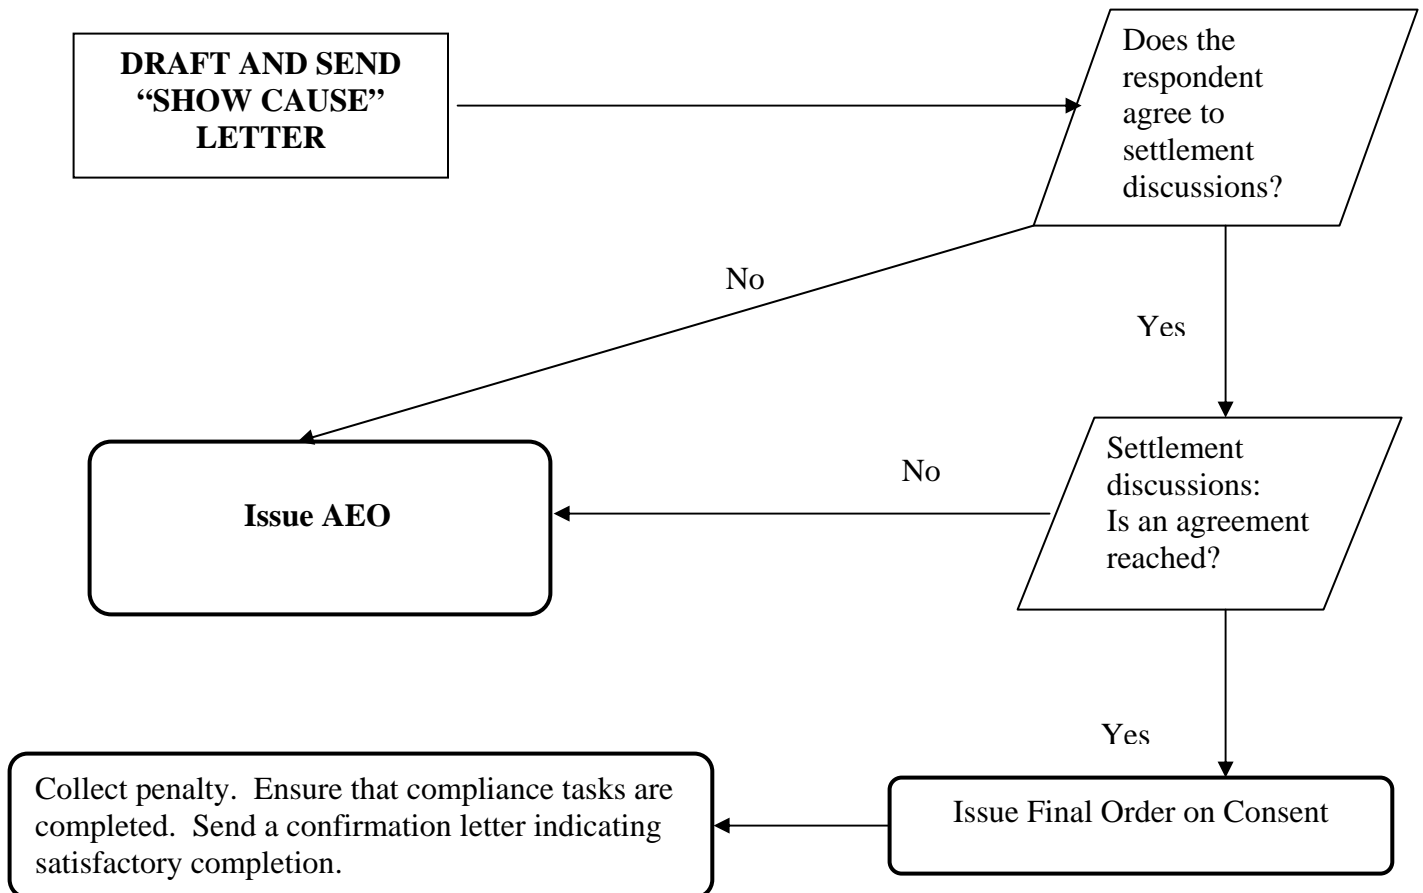 DRAFT AND SEND
“SHOW CAUSE”
LETTER
Does the
respondent
agree to
settlement
discussions?
No
Yes
Issue AEO
No
Settlement
discussions:
Is an agreement
reached?
Yes
Collect penalty.  Ensure that compliance tasks are
completed.  Send a confirmation letter indicating
satisfactory completion.
Issue Final Order on Consent